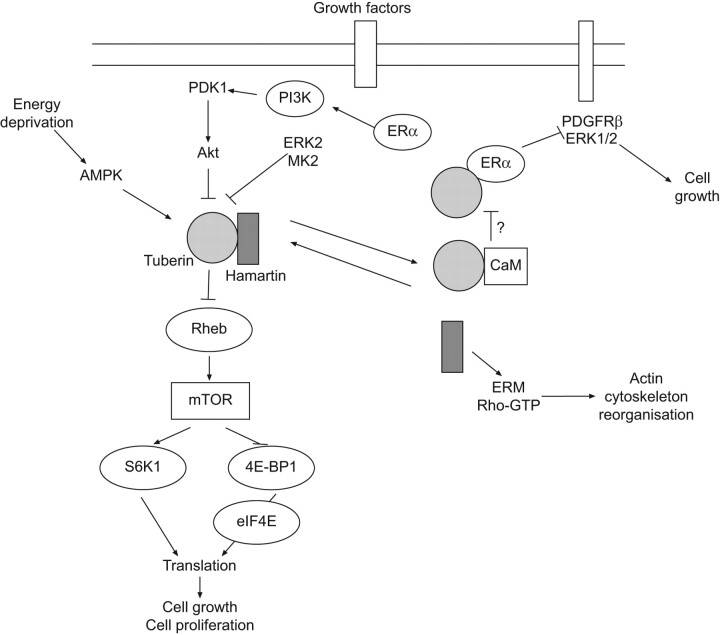 Growth factors
PDK1
PI3K
ERα
Energy
deprivation
AMPK
Akt
ERK2
MK2
PDGFRβ
ERK1/2
ERα
Cell
growth
?
Tuberin
Hamartin
CaM
Rheb
mTOR
ERM
Rho-GTP
Actin
cytoskeleton
reorganisation
S6K1
4E-BP1
eIF4E
Translation
Cell growth
Cell proliferation